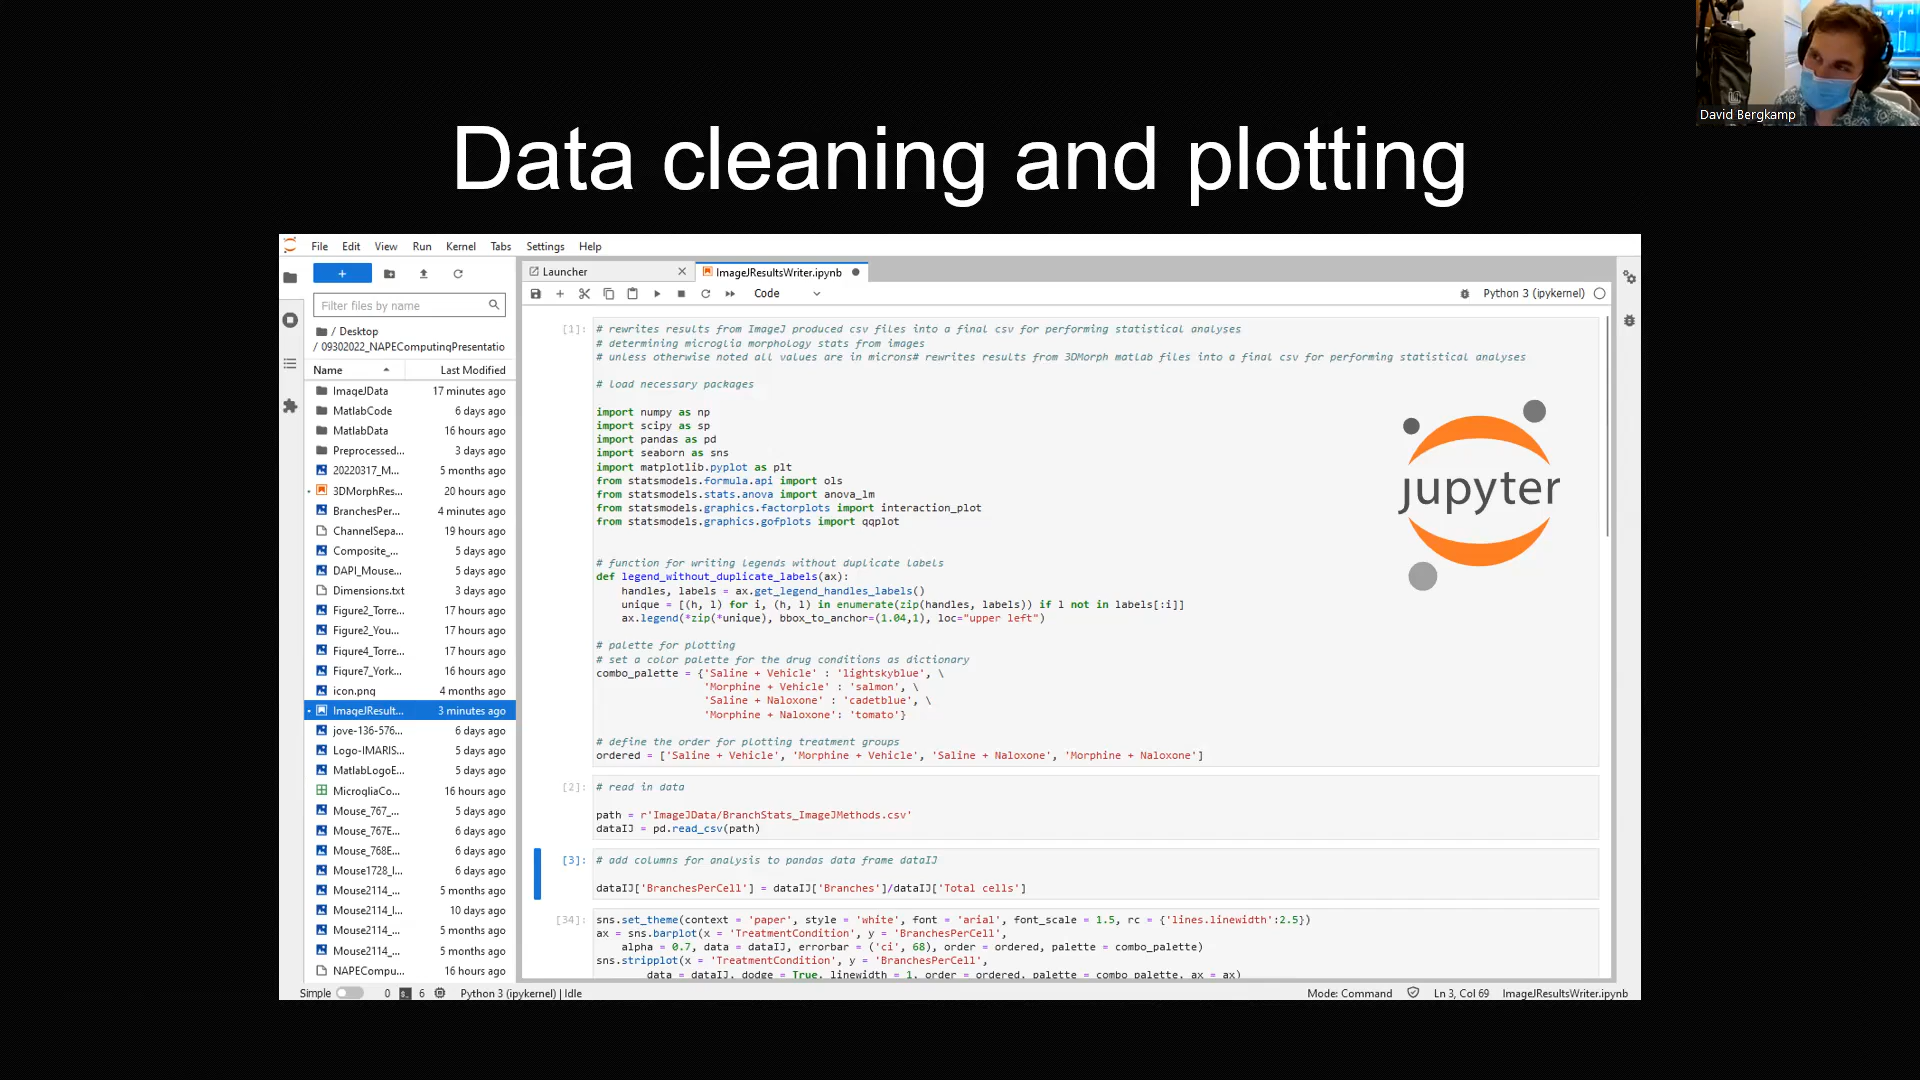 David Bergkamp
Data cleaning and plotting
File Edit View Run Kernel Tabs Settings Help
+
Filter files by name
/ Desktop
/ 09302022_NAPEComputingPresentatio
Name Last Modified
ImageJData 17 minutes ago
MatlabCode 6 days ago
MatlabData 16 hours ago
Preprocessed... 3 days ago
20220317_M... 5 months ago
3DMorphRes... 20 hours ago
BranchesPer... 4 minutes ago
ChannelSepa... 19 hours ago
Composite_... 5 days ago
DAPI_Mouse... 5 days ago
Dimensions.txt 3 days ago
Figure2_Torre... 17 hours ago
Figure2_You... 17 hours ago
Figure4_Torre... 17 hours ago
Figure7_York... 16 hours ago
icon.png 4 months ago
ImageJResult... 3 minutes ago
jove-136-576... 6 days ago
Logo-IMARIS... 5 days ago
MatlabLogoE... 5 days ago
MicrogliaCo... 16 hours ago
Mouse_767_... 5 days ago
Mouse_767E... 6 days ago
Mouse_768E... 6 days ago
Mouse1728_I... 6 days ago
Mouse2114_... 5 months ago
Mouse2114_I... 10 days ago
Mouse2114_... 5 months ago
Mouse2114_... 5 months ago
NAPECompu... 16 hours ago
Launcher
ImageJResultsWriter.ipynb
Code
Python 3 (ipykernel)
[1]: # rewrites results from ImageJ produced csv files into a final csv for performing statistical analyses
# determining microglia morphology stats from images
# unless otherwise noted all values are in microns# rewrites results from 3DMorph matlab files into a final csv for performing statistical analyses
# load necessary packages
import numpy as np
import scipy as sp
import pandas as pd
import seaborn as sns
import matplotlib.pyplot as plt
from statsmodels.formula.api import ols
from statsmodels.stats.anova import anova_lm
from statsmodels.graphics.factorplots import interaction_plot
from statsmodels.graphics.gofplots import qqplot
# function for writing legends without duplicate labels
def legend_without_duplicate_labels(ax):
handles, labels = ax.get_legend_handles_labels()
unique = [(h, l) for i, (h, l) in enumerate(zip(handles, labels)) if l not in labels[:i]]
ax.legend(*zip(*unique), bbox_to_anchor=(1.04,1), loc="upper left")
# palette for plotting
# set a color palette for the drug conditions as dictionary
combo_palette = {'Saline + Vehicle' : 'lightskyblue', \
'Morphine + Vehicle' : 'salmon', \
'Saline + Naloxone' : 'cadetblue', \
'Morphine + Naloxone': 'tomato'}
# define the order for plotting treatment groups
ordered = ['Saline + Vehicle', 'Morphine + Vehicle', 'Saline + Naloxone', 'Morphine + Naloxone']
jupyter
[2]: # read in data
path = r'ImageJData/BranchStats_ImageJMethods.csv'
dataIJ = pd.read_csv(path)
[3]: # add columns for analysis to pandas data frame dataIJ
dataIJ['BranchesPerCell'] = dataIJ['Branches']/dataIJ['Total cells']
[34]: sns.set_theme(context = 'paper', style = 'white', font = 'arial', font_scale = 1.5, rc = {'lines.linewidth':2.5})
ax = sns.barplot(x = 'TreatmentCondition', y = 'BranchesPerCell',
alpha = 0.7, data = dataIJ, errorbar = ('ci', 68), order = ordered, palette = combo_palette)
sns.stripplot(x = 'TreatmentCondition', y = 'BranchesPerCell',
data = dataIJ, dodge = True, linewidth = 1, order = ordered, palette = combo_palette, ax = ax)
Simple 0 6 Python 3 (ipykernel) | Idle Mode: Command Ln 3, Col 69 ImageJResultsWriter.ipynb